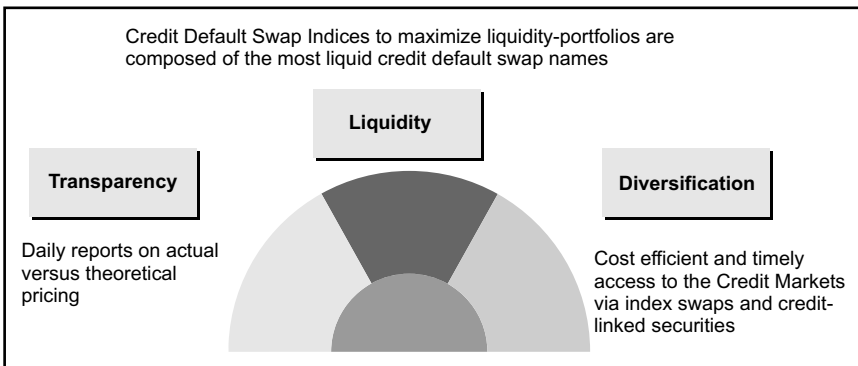 Credit Default Swap Indices to maximize liquidity-portfolios are
composed of the most liquid credit default swap names
Liquidity
Transparency
Diversification
Daily reports on actual
versus theoretical
pricing
Cost efficient and timely
access to the Credit Markets
via index swaps and credit-
linked securities